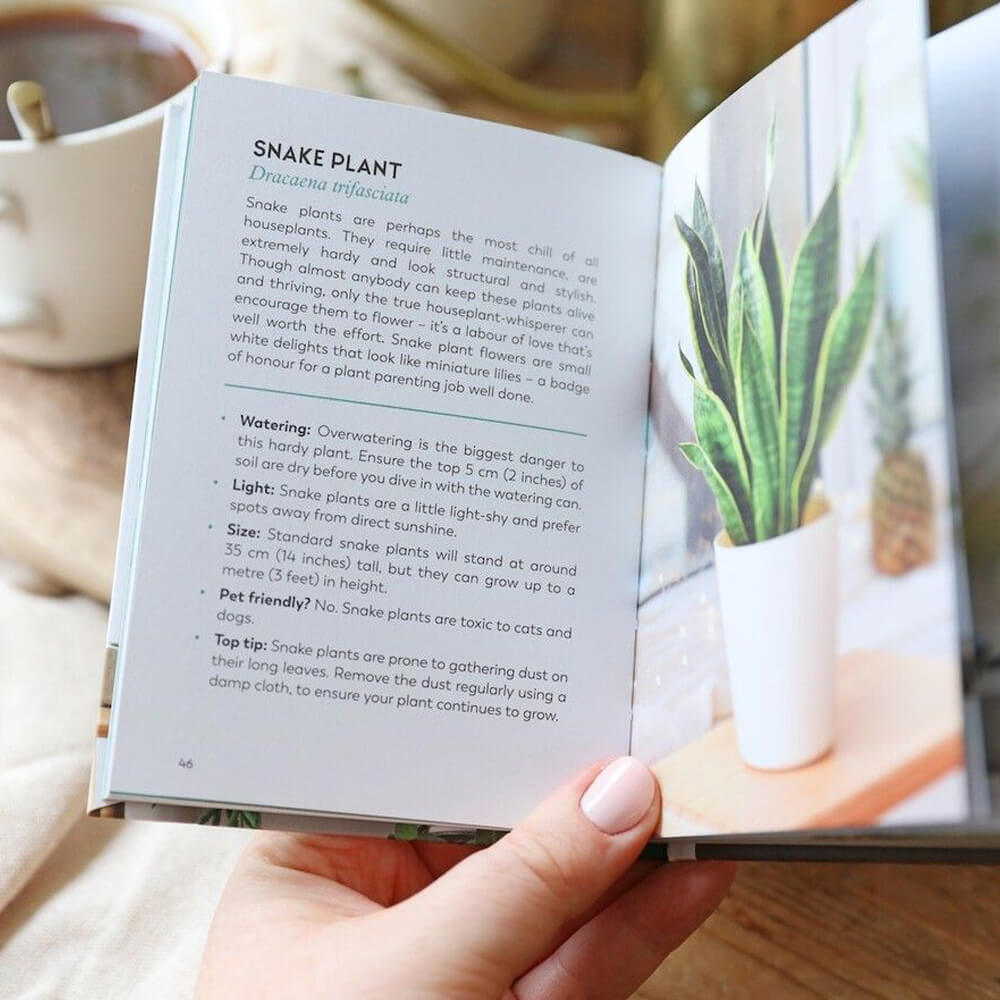 SNAKE PLANT
Dracaena trifasciata
Snake plants are perhaps the most chill of all
houseplants. They require little maintenance, are
extremely hardy and look structural and stylish.
Though almost anybody can keep these plants alive
and thriving, only the true houseplant-whisperer can
encourage them to flower – it's a labour of love that's
well worth the effort. Snake plant flowers are small
white delights that look like miniature lilies – a badge
of honour for a plant parenting job well done.
• Watering: Overwatering is the biggest danger to
this hardy plant. Ensure the top 5 cm (2 inches) of
soil are dry before you dive in with the watering can.
• Light: Snake plants are a little light-shy and prefer
spots away from direct sunshine.
• Size: Standard snake plants will stand at around
35 cm (14 inches) tall, but they can grow up to a
metre (3 feet) in height.
• Pet friendly? No. Snake plants are toxic to cats and
dogs.
• Top tip: Snake plants are prone to gathering dust on
their long leaves. Remove the dust regularly using a
damp cloth, to ensure your plant continues to grow.
46